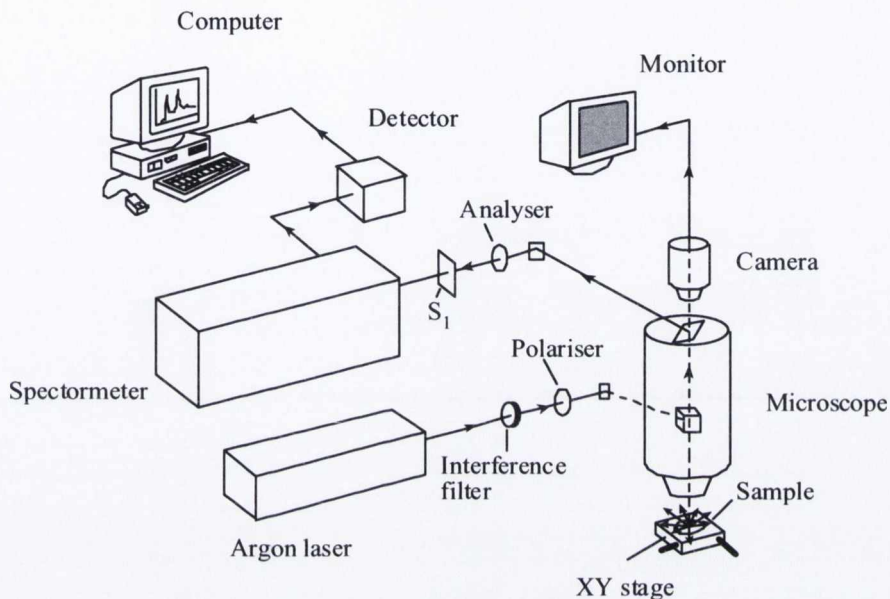 Computer
Monitor
Detector
Analyser
Camera
S1
Polariser
Spectormeter
Microscope
Interference
filter
Sample
Argon laser
XY stage